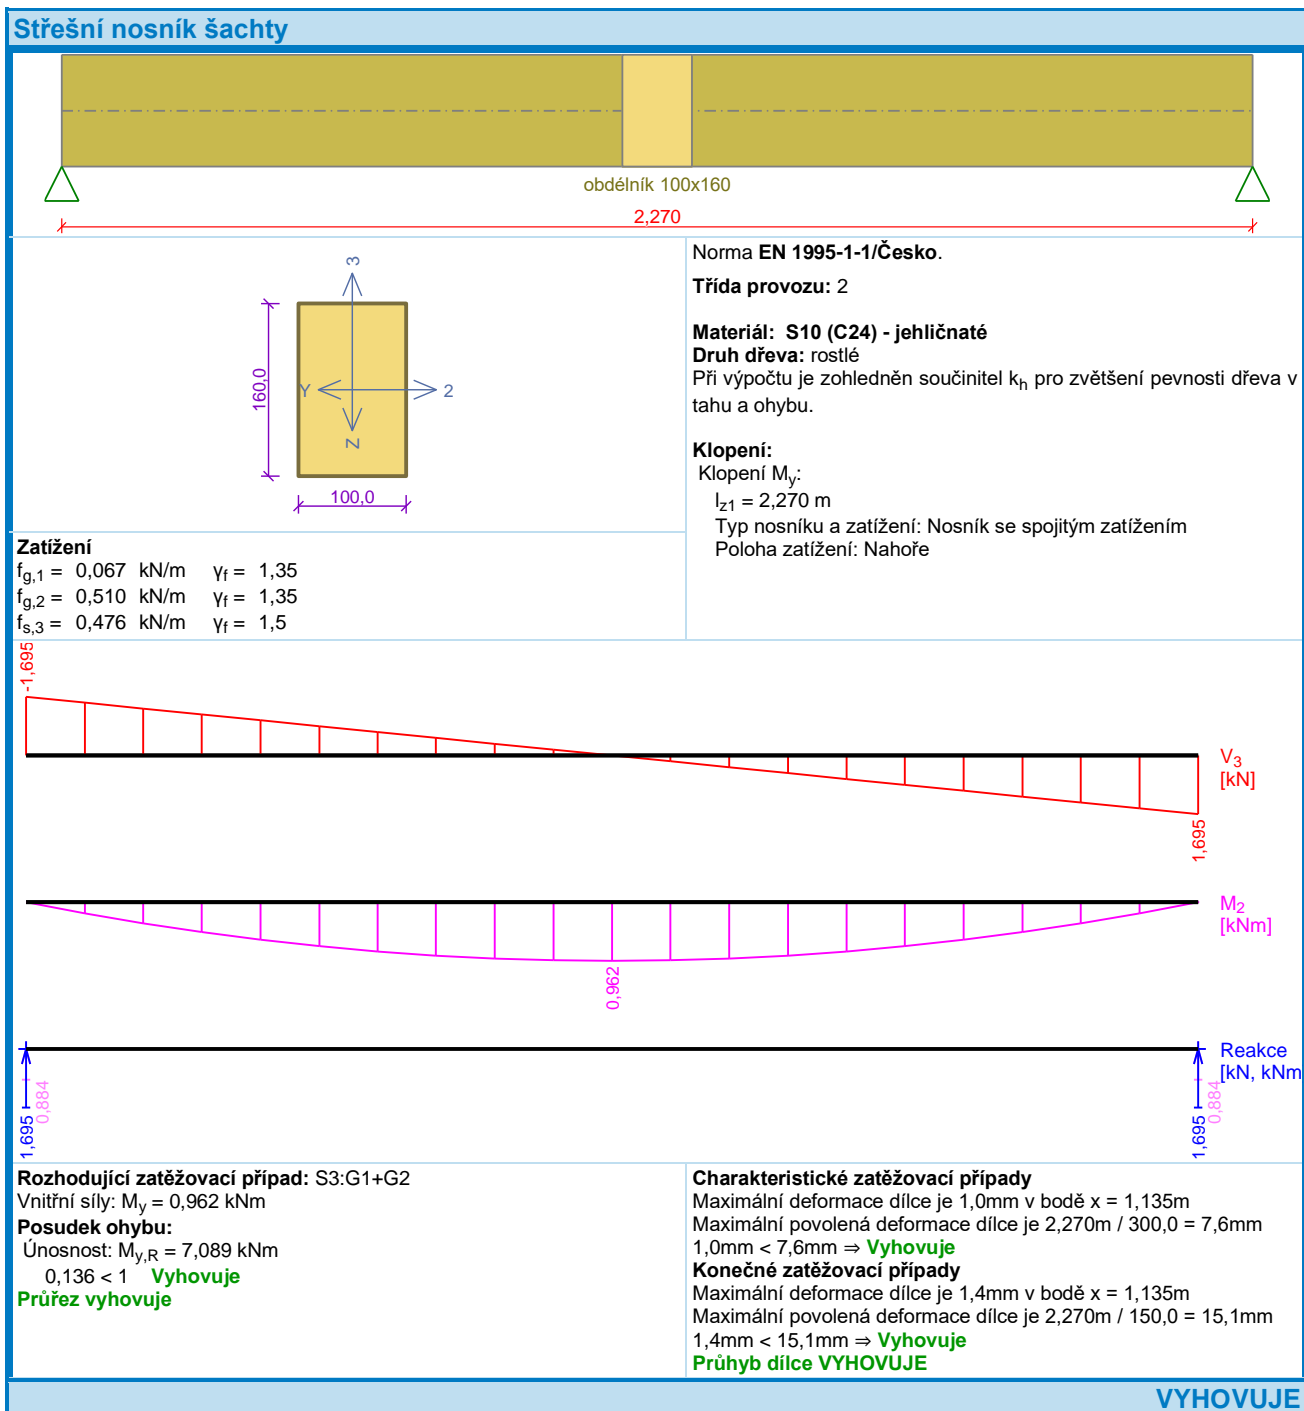 Střešní nosník šachty
obdélník 100x160
2,270
3
160,0
Y
2
Z
100,0
Norma EN 1995-1-1/Česko.
Třída provozu: 2
Materiál: S10 (C24) - jehličnaté
Druh dřeva: rostlé
Při výpočtu je zohledněn součinitel kh pro zvětšení pevnosti dřeva v
tahu a ohybu.
Klopení:
Klopení My:
lz1 = 2,270 m
Typ nosníku a zatížení: Nosník se spojitým zatížením
Poloha zatížení: Nahoře
Zatížení
fg,1 = 0,067 kN/m γf = 1,35
fg,2 = 0,510 kN/m γf = 1,35
fs,3 = 0,476 kN/m γf = 1,5
-1,695
V3
[kN]
1,695
M2
[kNm]
0,962
Reakce
[kN, kNm
1,695
0,884
1,695
0,884
Rozhodující zatěžovací případ: S3:G1+G2
Vnitřní síly: My = 0,962 kNm
Posudek ohybu:
Únosnost: My,R = 7,089 kNm
0,136 < 1 Vyhovuje
Průřez vyhovuje
Charakteristické zatěžovací případy
Maximální deformace dílce je 1,0mm v bodě x = 1,135m
Maximální povolená deformace dílce je 2,270m / 300,0 = 7,6mm
1,0mm < 7,6mm ⇒ Vyhovuje
Konečné zatěžovací případy
Maximální deformace dílce je 1,4mm v bodě x = 1,135m
Maximální povolená deformace dílce je 2,270m / 150,0 = 15,1mm
1,4mm < 15,1mm ⇒ Vyhovuje
Průhyb dílce VYHOVUJE
VYHOVUJE